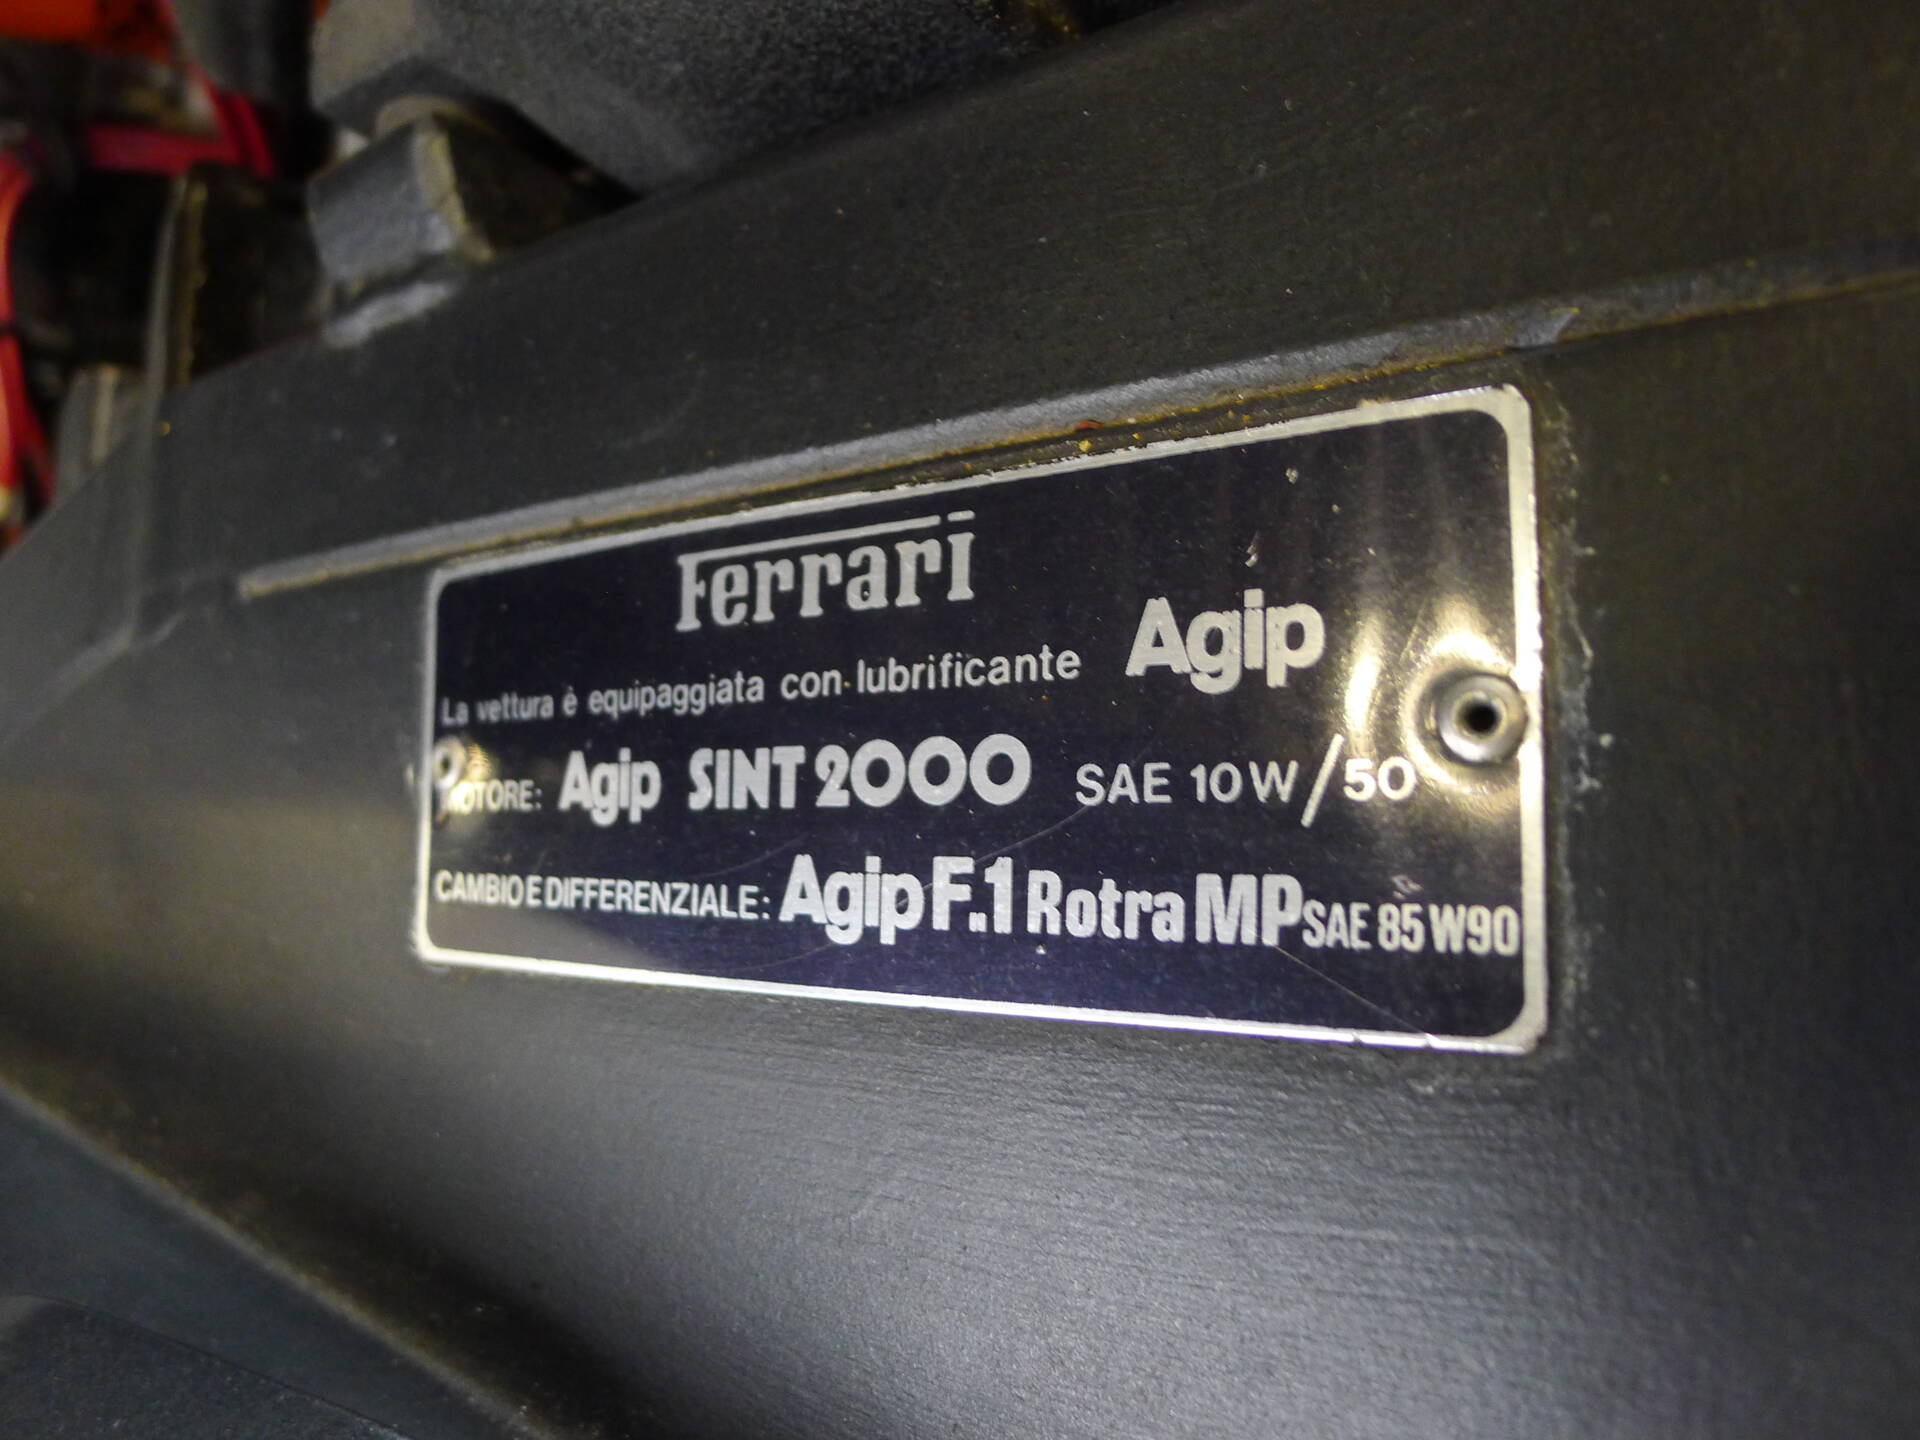 Ferrari
La vettura è equipaggiata con lubrificante Agip
MOTORE: Agip SINT 2000 SAE 10W/50
CAMBIO E DIFFERENZIALE: Agip F.1 Rotra MP SAE 85W90